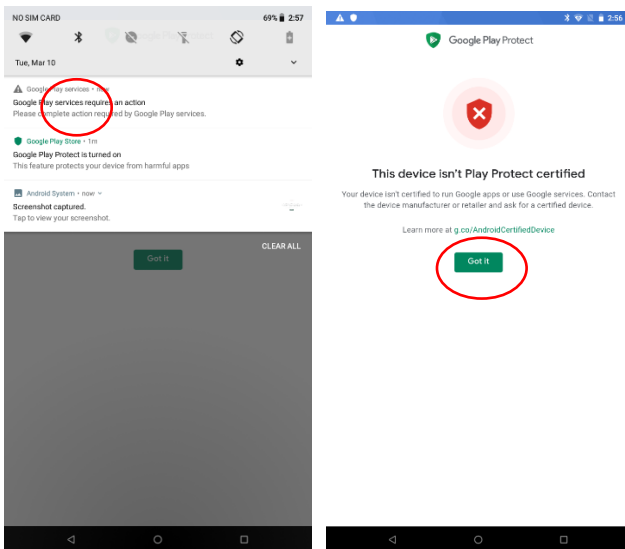 NO SIM CARD 69% 2:57
Tue, Mar 10
Google Play services • now
Google Play services requires an action
Please complete action required by Google Play services.
Google Play Store • 1m
Google Play Protect is turned on
This feature protects your device from harmful apps
Android System • now
Screenshot captured.
Tap to view your screenshot.
CLEAR ALL
Got it
2:56
Google Play Protect
This device isn't Play Protect certified
Your device isn't certified to run Google apps or use Google services. Contact
the device manufacturer or retailer and ask for a certified device.
Learn more at g.co/AndroidCertifiedDevice
Got it